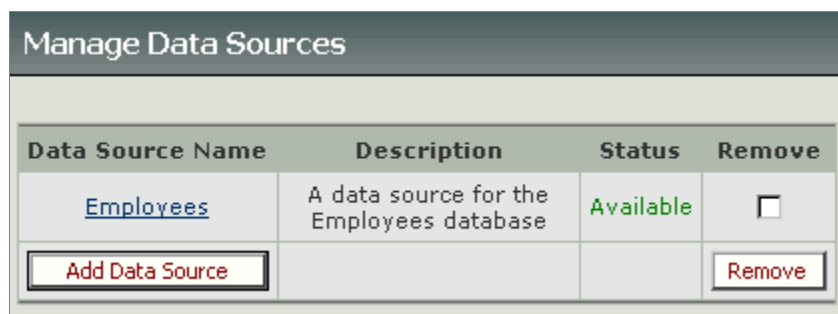 Manage Data Sources
Data Source Name Description Status Remove
Employees A data source for the Employees database Available
Add Data Source Remove